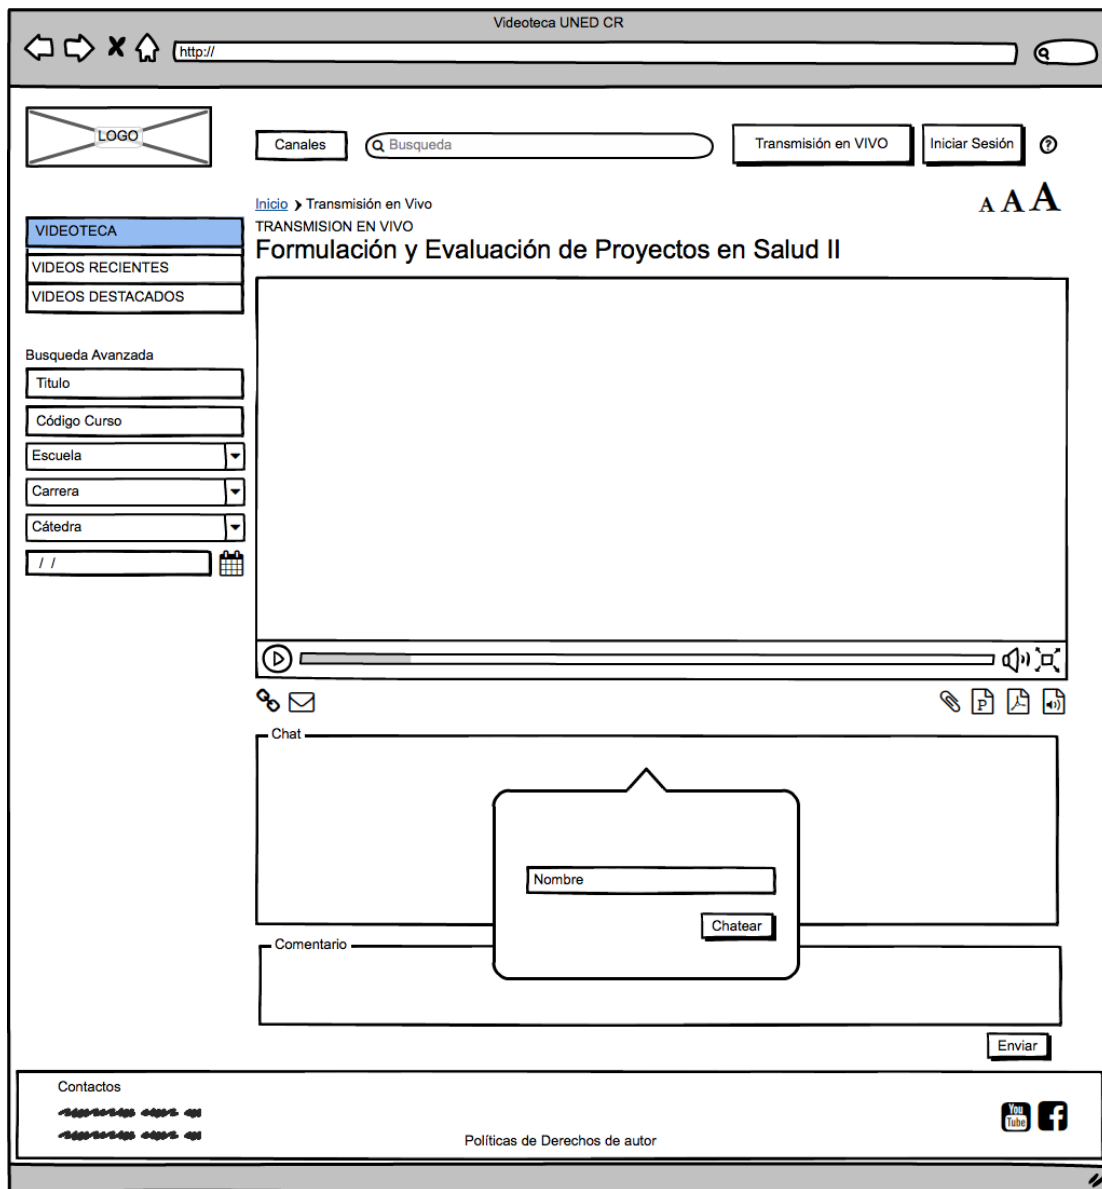 Videoteca UNED CR
http://
LOGO
Canales
Busqueda
Transmisión en VIVO
Iniciar Sesión
?
Inicio ❯ Transmisión en Vivo
A A A
TRANSMISION EN VIVO
Formulación y Evaluación de Proyectos en Salud II
VIDEOTECA
VIDEOS RECIENTES
VIDEOS DESTACADOS
Busqueda Avanzada
Titulo
Código Curso
Escuela
Carrera
Cátedra
/ /
P
Chat
Nombre
Chatear
Comentario
Enviar
Contactos
You
Tube
f
Políticas de Derechos de autor